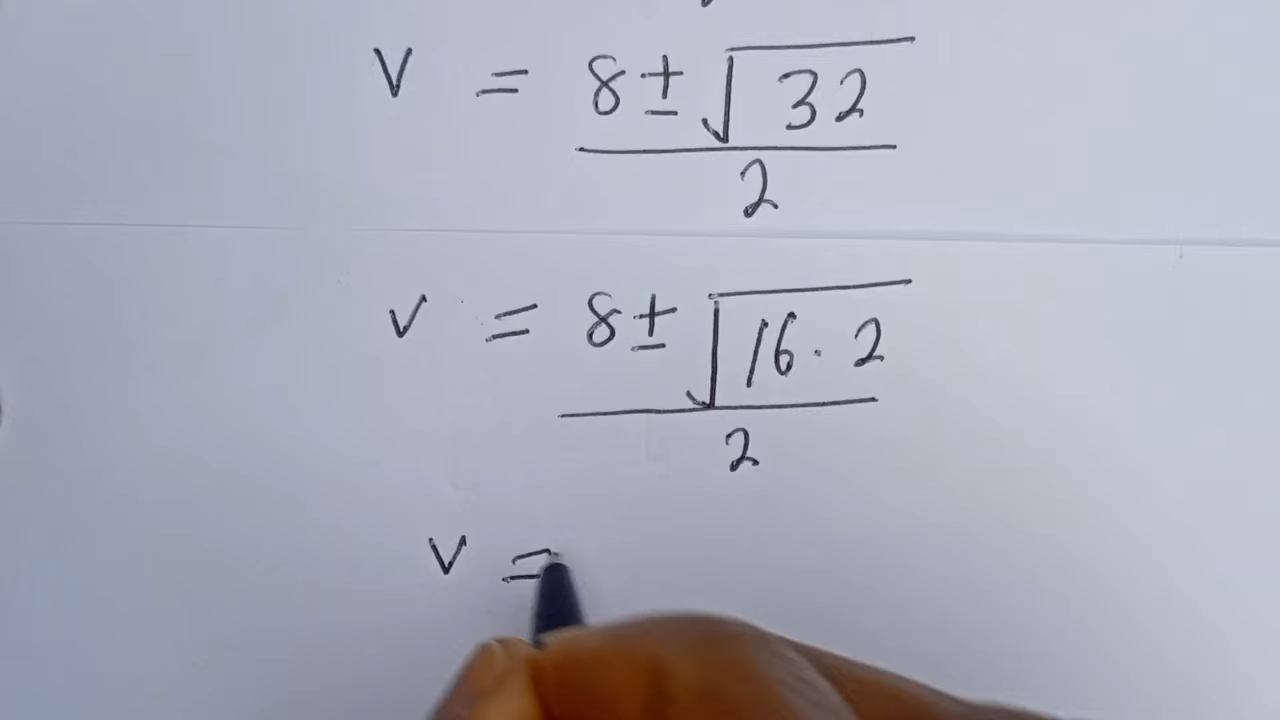 V = (8 ± √32) / 2
V = (8 ± √(16 · 2)) / 2
V =